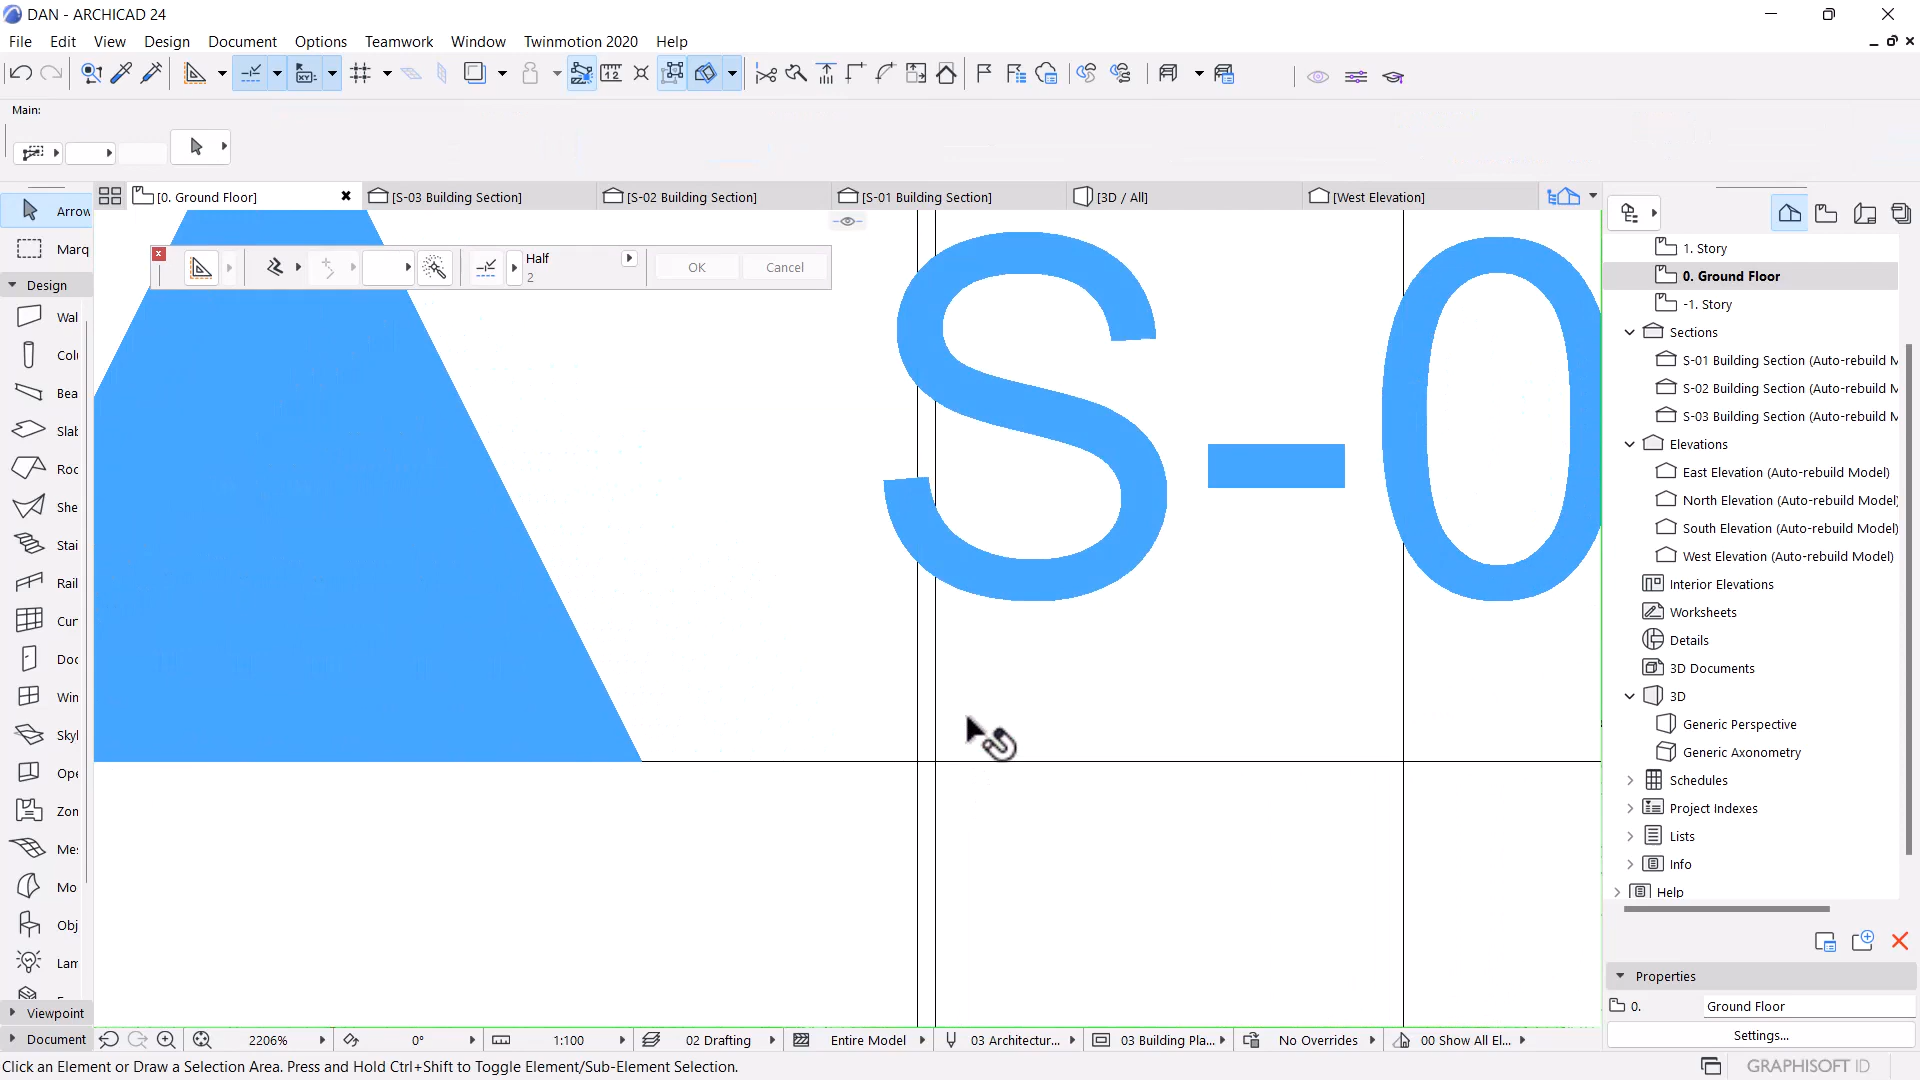 DAN - ARCHICAD 24
File Edit View Design Document Options Teamwork Window Twinmotion 2020 Help
Main:
[0. Ground Floor] [S-03 Building Section] [S-02 Building Section] [S-01 Building Section] [3D / All] [West Elevation]
Arrow
Marq
Design
Wal
Colu
Bea
Slab
Roo
She
Stai
Rail
Cur
Doo
Win
Skyl
Ope
Zon
Me
Mo
Obj
Lam
Viewpoint
Document
Half
2
OK Cancel
S-0
1. Story
0. Ground Floor
-1. Story
Sections
S-01 Building Section (Auto-rebuild M
S-02 Building Section (Auto-rebuild M
S-03 Building Section (Auto-rebuild M
Elevations
East Elevation (Auto-rebuild Model)
North Elevation (Auto-rebuild Model)
South Elevation (Auto-rebuild Model)
West Elevation (Auto-rebuild Model)
Interior Elevations
Worksheets
Details
3D Documents
3D
Generic Perspective
Generic Axonometry
Schedules
Project Indexes
Lists
Info
Help
Properties
0. Ground Floor
Settings...
2206% 0° 1:100 02 Drafting Entire Model 03 Architectur... 03 Building Pla... No Overrides 00 Show All El...
Click an Element or Draw a Selection Area. Press and Hold Ctrl+Shift to Toggle Element/Sub-Element Selection.
GRAPHISOFT ID